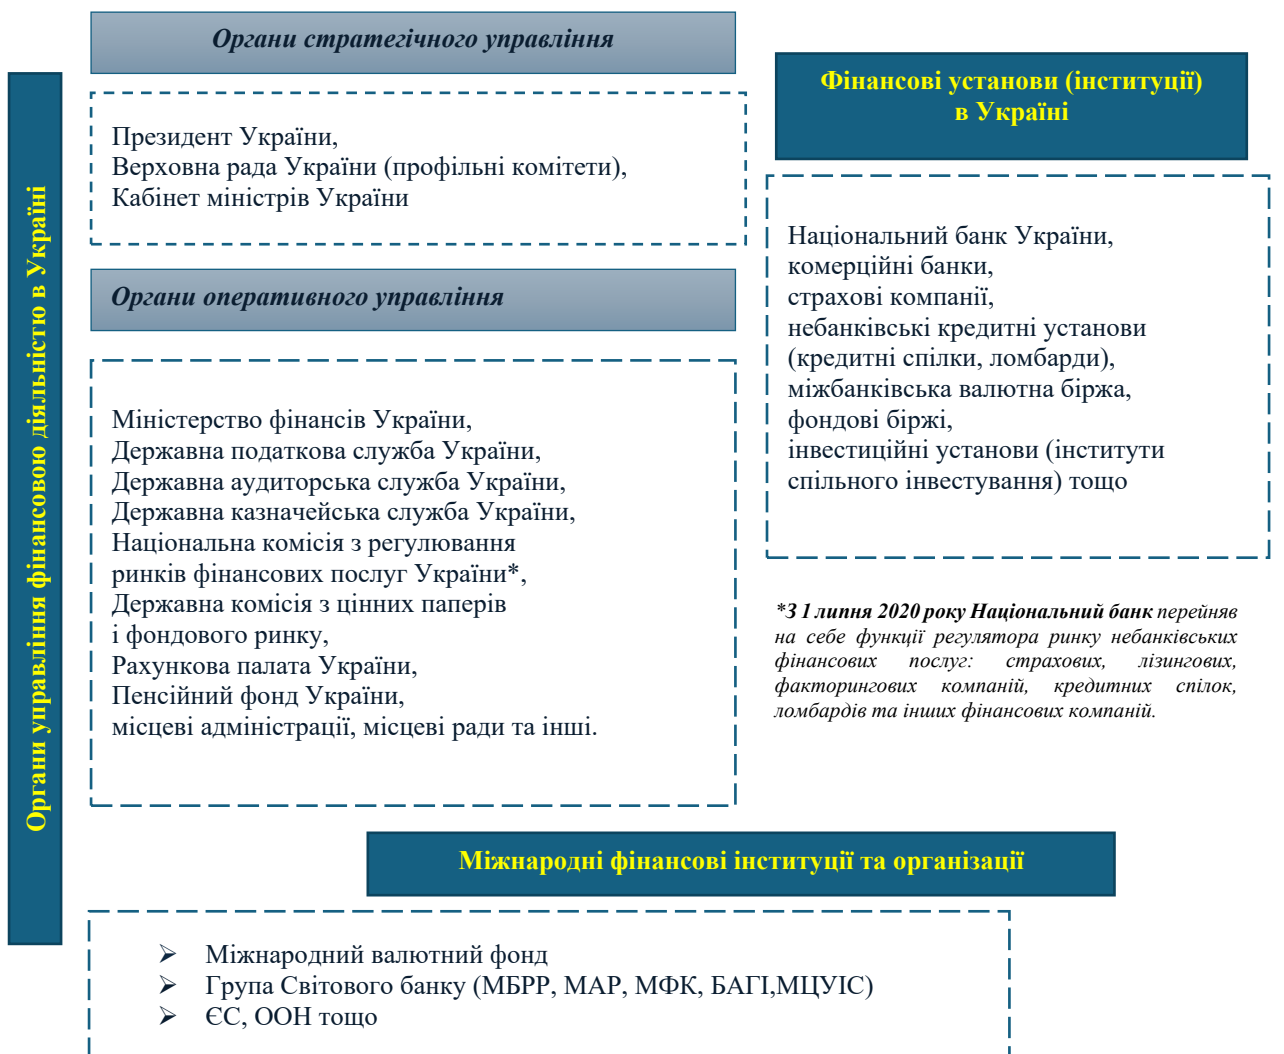 Органи управління фінансовою діяльністю в Україні
Органи стратегічного управління
Президент України,
Верховна рада України (профільні комітети),
Кабінет міністрів України
Органи оперативного управління
Міністерство фінансів України,
Державна податкова служба України,
Державна аудиторська служба України,
Державна казначейська служба України,
Національна комісія з регулювання
ринків фінансових послуг України*,
Державна комісія з цінних паперів
і фондового ринку,
Рахункова палата України,
Пенсійний фонд України,
місцеві адміністрації, місцеві ради та інші.
Фінансові установи (інституції)
в Україні
Національний банк України,
комерційні банки,
страхові компанії,
небанківські кредитні установи
(кредитні спілки, ломбарди),
міжбанківська валютна біржа,
фондові біржі,
інвестиційні установи (інститути
спільного інвестування) тощо
*З 1 липня 2020 року Національний банк перейняв
на себе функції регулятора ринку небанківських
фінансових послуг: страхових, лізингових,
факторингових компаній, кредитних спілок,
ломбардів та інших фінансових компаній.
Міжнародні фінансові інституції та організації
➢ Міжнародний валютний фонд
➢ Група Світового банку (МБРР, МАР, МФК, БАГІ,МЦУІС)
➢ ЄС, ООН тощо